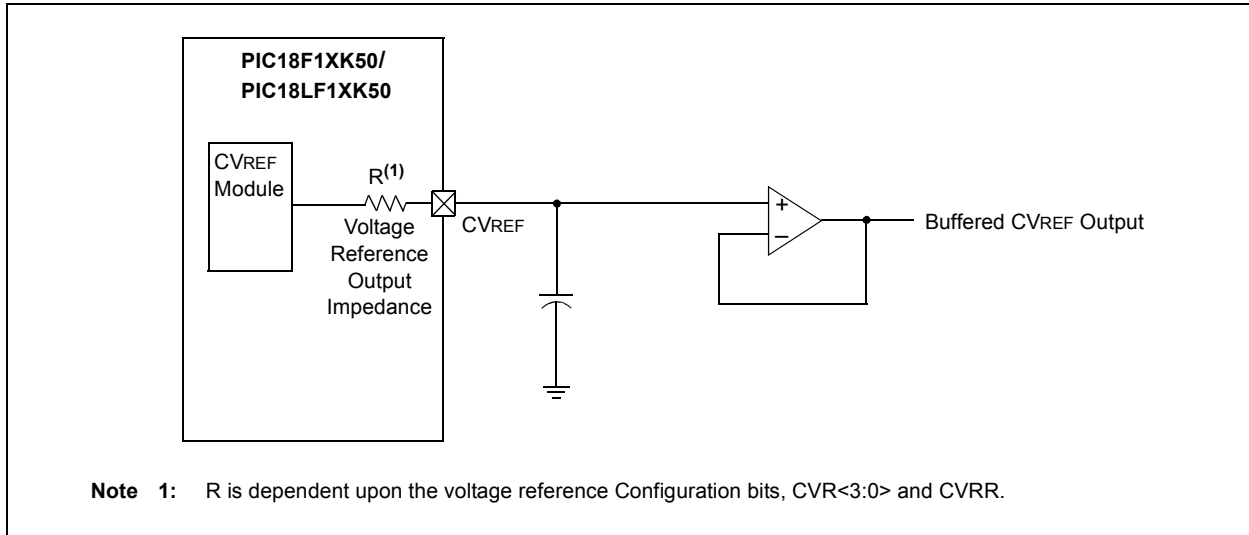 PIC18F1XK50/
PIC18LF1XK50
CVREF
Module
R(1)
Voltage
Reference
Output
Impedance
CVREF
+
–
Buffered CVREF Output
Note 1: R is dependent upon the voltage reference Configuration bits, CVR<3:0> and CVRR.